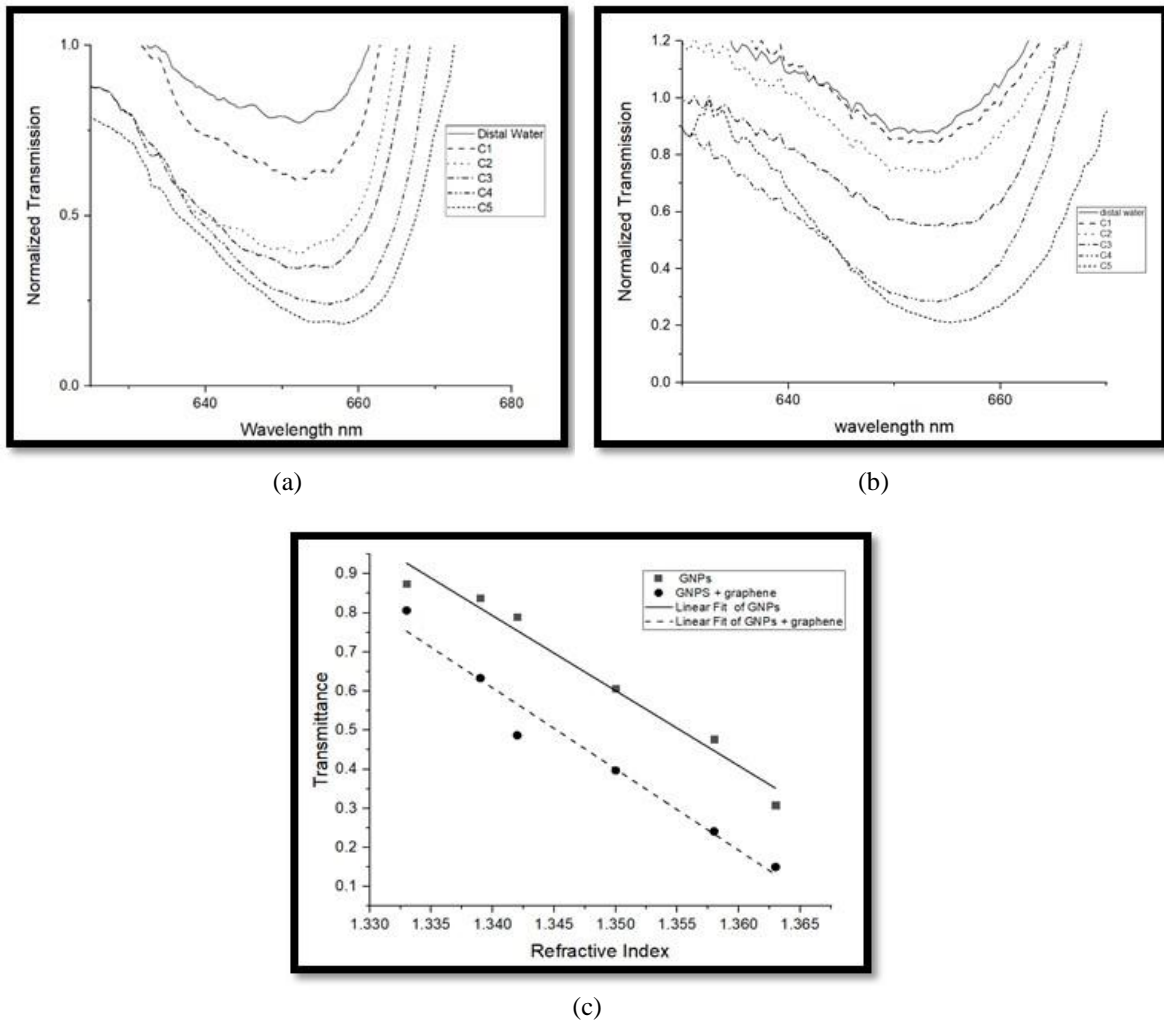 1.0
0.5
0.0
Normalized Transmission
640
660
680
Wavelength nm
Distal Water
C1
C2
C3
C4
C5
(a)
1.2
1.0
0.8
0.6
0.4
0.2
0.0
Normalized Transmission
640
660
wavelength nm
distal water
C1
C2
C3
C4
C5
(b)
0.9
0.8
0.7
0.6
0.5
0.4
0.3
0.2
0.1
Transmittance
1.330
1.335
1.340
1.345
1.350
1.355
1.360
1.365
Refractive Index
GNPs
GNPS + graphene
Linear Fit of GNPs
Linear Fit of GNPs + graphene
(c)